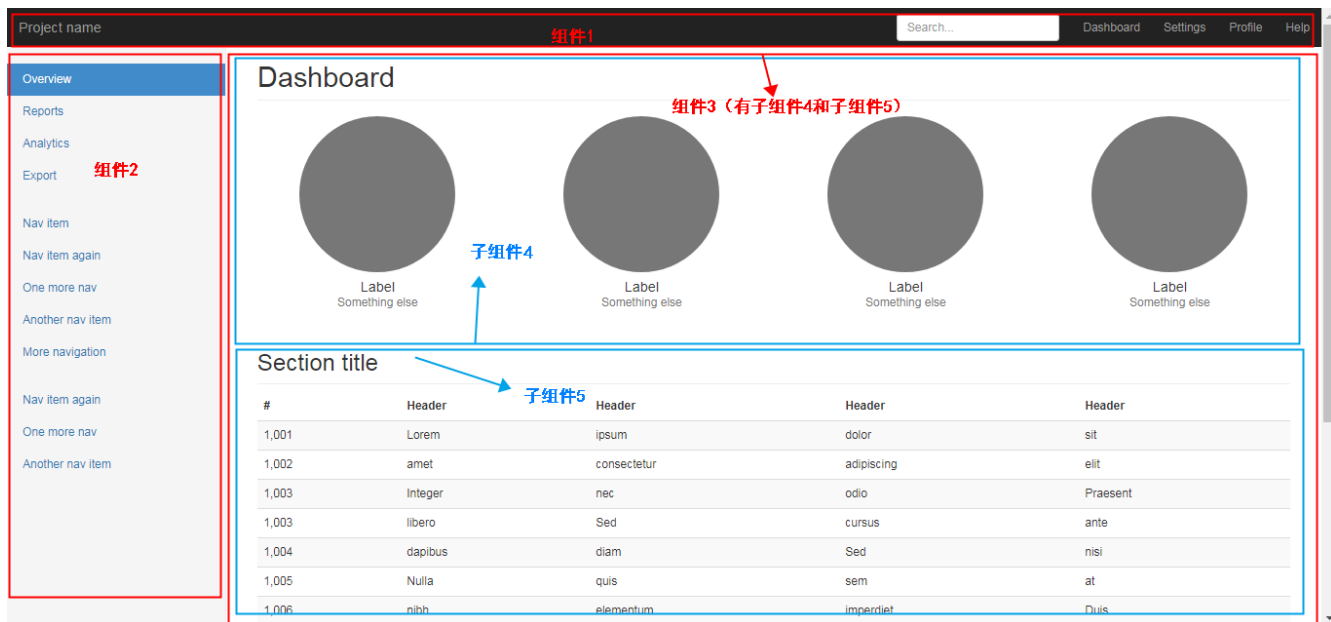 Project name
组件1
Search...
Dashboard Settings Profile Help
Overview
Reports
Analytics
组件2
Export
Nav item
Nav item again
One more nav
Another nav item
More navigation
Nav item again
One more nav
Another nav item
Dashboard
组件3（有子组件4和子组件5）
子组件4
Label Label Label Label
Something else Something else Something else Something else
Section title
子组件5
# Header Header Header Header
1,001 Lorem ipsum dolor sit
1,002 amet consectetur adipiscing elit
1,003 Integer nec odio Praesent
1,003 libero Sed cursus ante
1,004 dapibus diam Sed nisi
1,005 Nulla quis sem at
1,006 nibh elementum imperdiet Duis